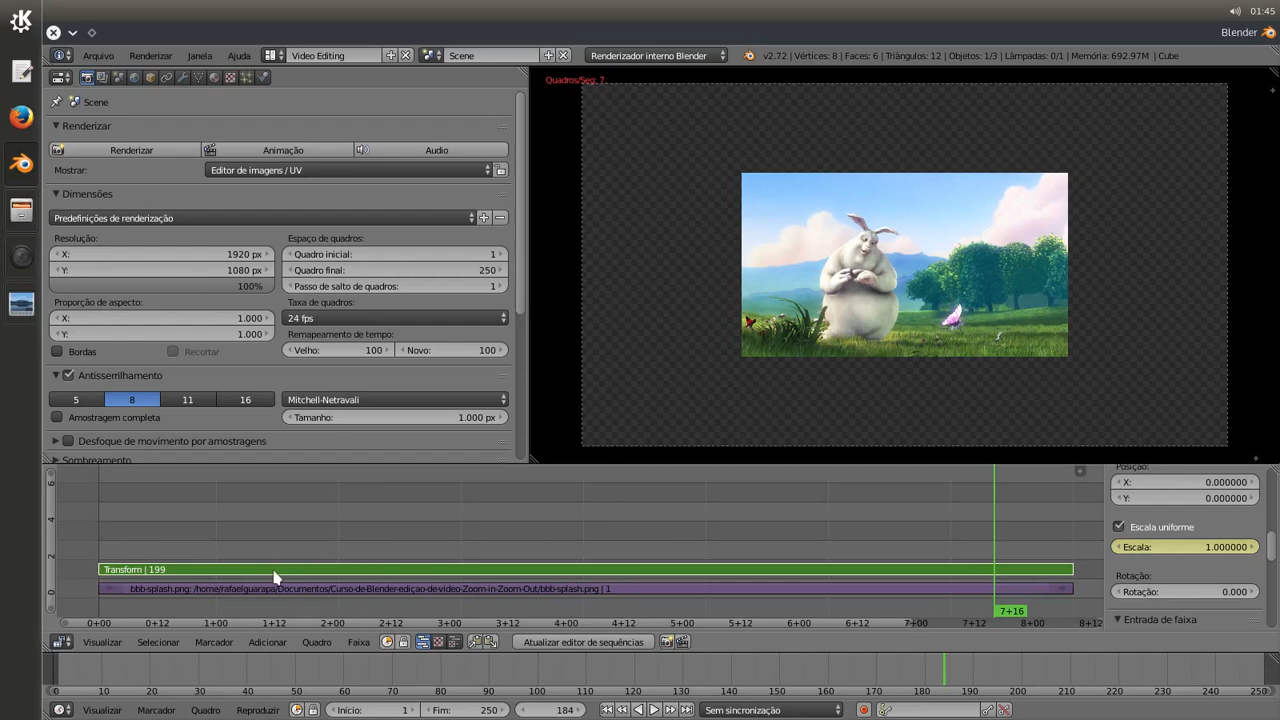 01:45
Blender
Arquivo Renderizar Janela Ajuda Video Editing Scene Renderizador interno Blender v2.72 | Vértices: 8 | Faces: 6 | Triângulos: 12 | Objetos: 1/3 | Lâmpadas: 0/1 | Memória: 692.97M | Cube
Quadros/Seg: 7
Scene
Renderizar
Renderizar Animação Audio
Mostrar: Editor de imagens / UV
Dimensões
Predefinições de renderização
Resolução: Espaço de quadros:
X: 1920 px Quadro inicial: 1
Y: 1080 px Quadro final: 250
100% Passo de salto de quadros: 1
Proporção de aspecto: Taxa de quadros:
X: 1.000 24 fps
Y: 1.000 Remapeamento de tempo:
Bordas Recortar Velho: 100 Novo: 100
Antisserrilhamento
5 8 11 16 Mitchell-Netravali
Amostragem completa Tamanho: 1.000 px
Desfoque de movimento por amostragens
Sombreamento
Posição:
6 X: 0.000000
Y: 0.000000
4
Escala uniforme
Escala: 1.000000
2
Transform | 199
0 bbb-splash.png: /home/rafaelguarapa/Documentos/Curso-de-Blender-ediçao-de-video-Zoom-in-Zoom-Out/bbb-splash.png | 1
Rotação:
Rotação: 0.000
7+16
Entrada de faixa
0+00 0+12 1+00 1+12 2+00 2+12 3+00 3+12 4+00 4+12 5+00 5+12 6+00 6+12 7+00 7+12 8+00 8+12
Visualizar Selecionar Marcador Adicionar Quadro Faixa Atualizar editor de sequências
0 10 20 30 40 50 60 70 80 90 100 110 120 130 140 150 160 170 180 190 200 210 220 230 240 250
Visualizar Marcador Quadro Reproduzir Início: 1 Fim: 250 184 Sem sincronização